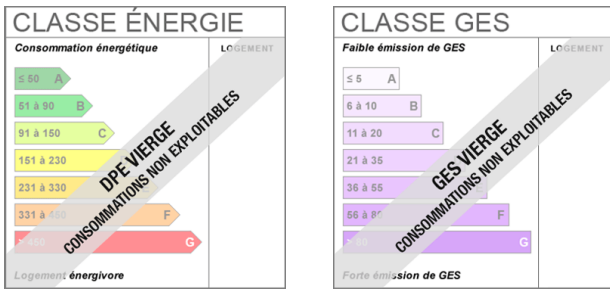 CLASSE ÉNERGIE
Consommation énergétique
LOGEMENT
≤ 50 A
51 à 90 B
91 à 150 C
151 à 230
231 à 330
331 à
F
G
Logement énergivore
DPE VIERGE
CONSOMMATIONS NON EXPLOITABLES
CLASSE GES
Faible émission de GES
LOGEMENT
≤ 5 A
6 à 10 B
11 à 20 C
21 à 35
36 à 55
56 à
F
G
Forte émission de GES
GES VIERGE
CONSOMMATIONS NON EXPLOITABLES